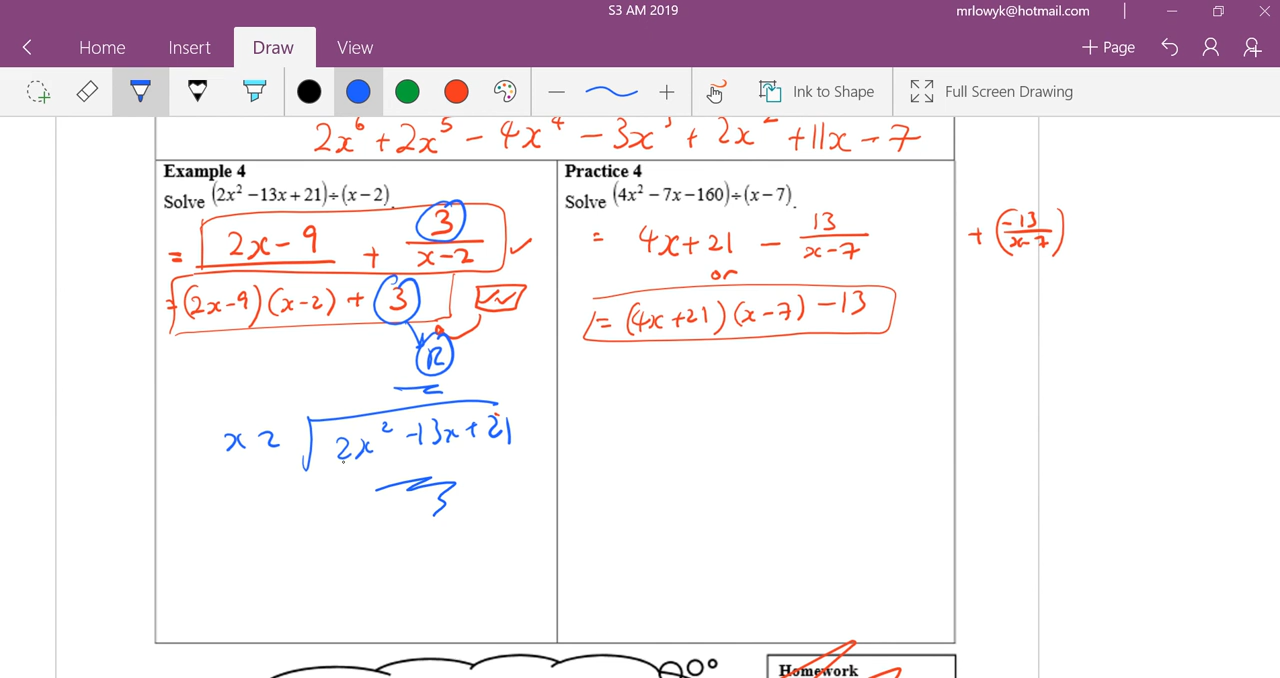 S3 AM 2019
mrlowyk@hotmail.com
Home Insert Draw View
Page
Ink to Shape Full Screen Drawing
2x⁶ + 2x⁵ - 4x⁴ - 3x³ + 2x² + 11x - 7
Example 4
Solve (2x² - 13x + 21) ÷ (x - 2).
= 2x - 9 + 3/(x - 2)
= (2x - 9)(x - 2) + 3
R
x 2 √ 2x² - 13x + 21
3
Practice 4
Solve (4x² - 7x - 160) ÷ (x - 7).
= 4x + 21 - 13/(x - 7)
+ (-13/(x - 7))
or
= (4x + 21)(x - 7) - 13
Homework